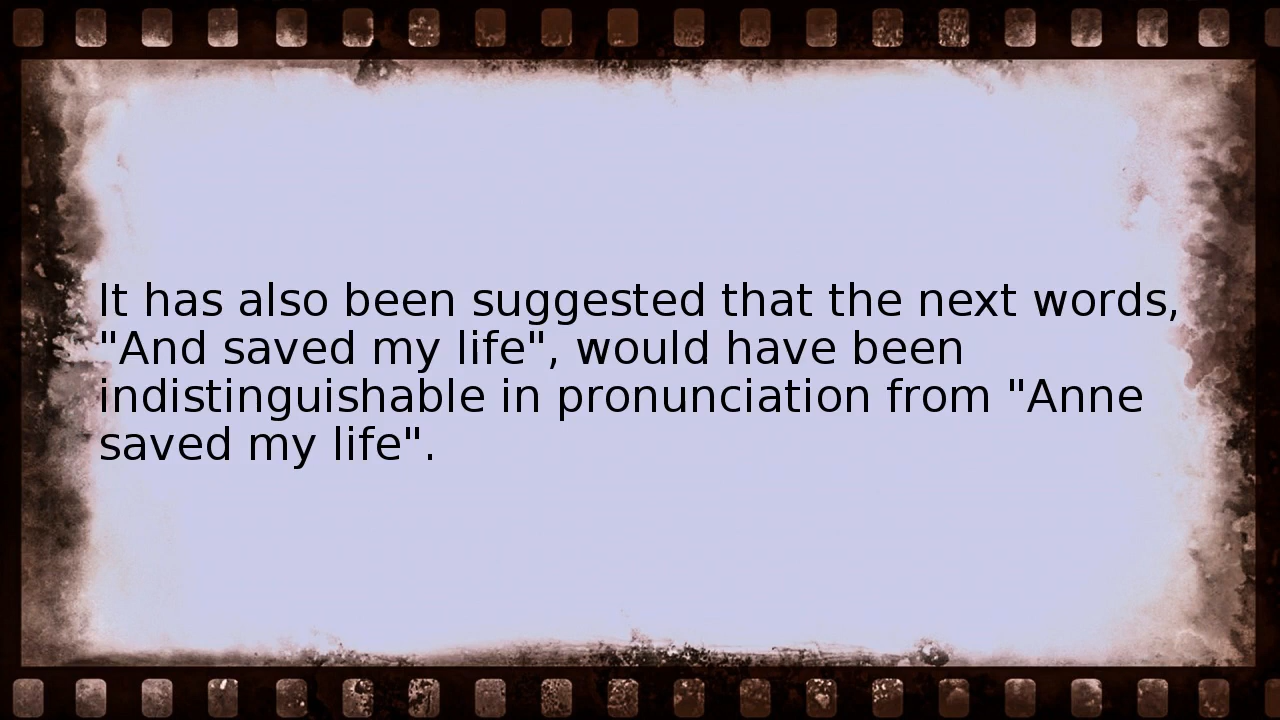 It has also been suggested that the next words,
"And saved my life", would have been
indistinguishable in pronunciation from "Anne
saved my life".